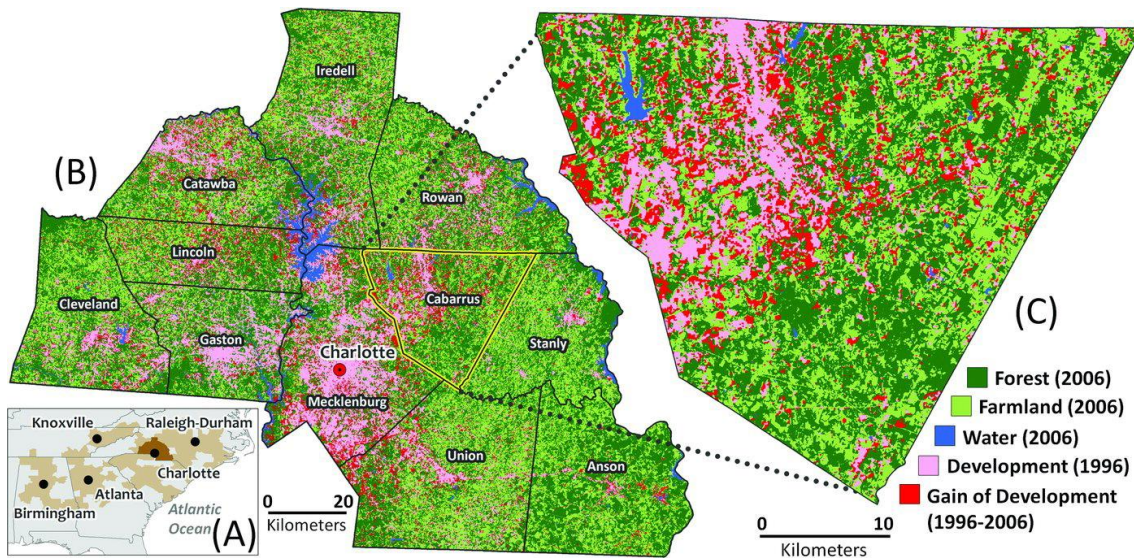 Iredell
(B)
Catawba
Rowan
Lincoln
Cleveland
Cabarrus
Gaston
Stanly
Charlotte
Mecklenburg
Union
Anson
0 20
Kilometers
Knoxville
Raleigh-Durham
Charlotte
Atlanta
Birmingham
Atlantic
Ocean
(A)
(C)
Forest (2006)
Farmland (2006)
Water (2006)
Development (1996)
Gain of Development
(1996-2006)
0 10
Kilometers